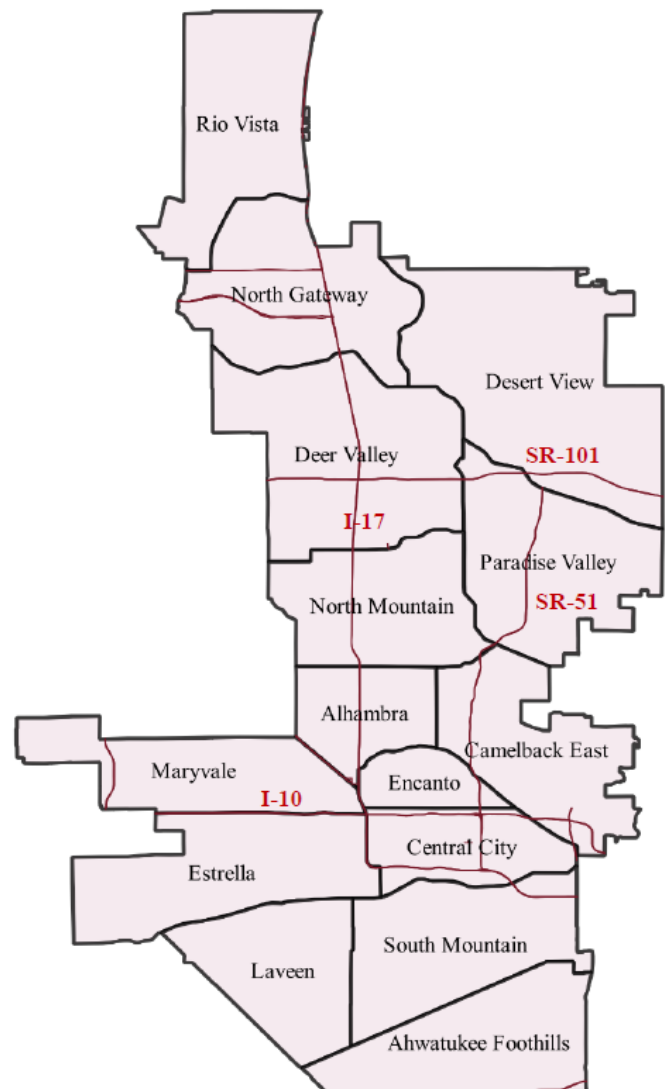 Rio Vista
North Gateway
Desert View
Deer Valley
SR-101
I-17
Paradise Valley
SR-51
North Mountain
Alhambra
Camelback East
Maryvale
Encanto
I-10
Central City
Estrella
South Mountain
Laveen
Ahwatukee Foothills